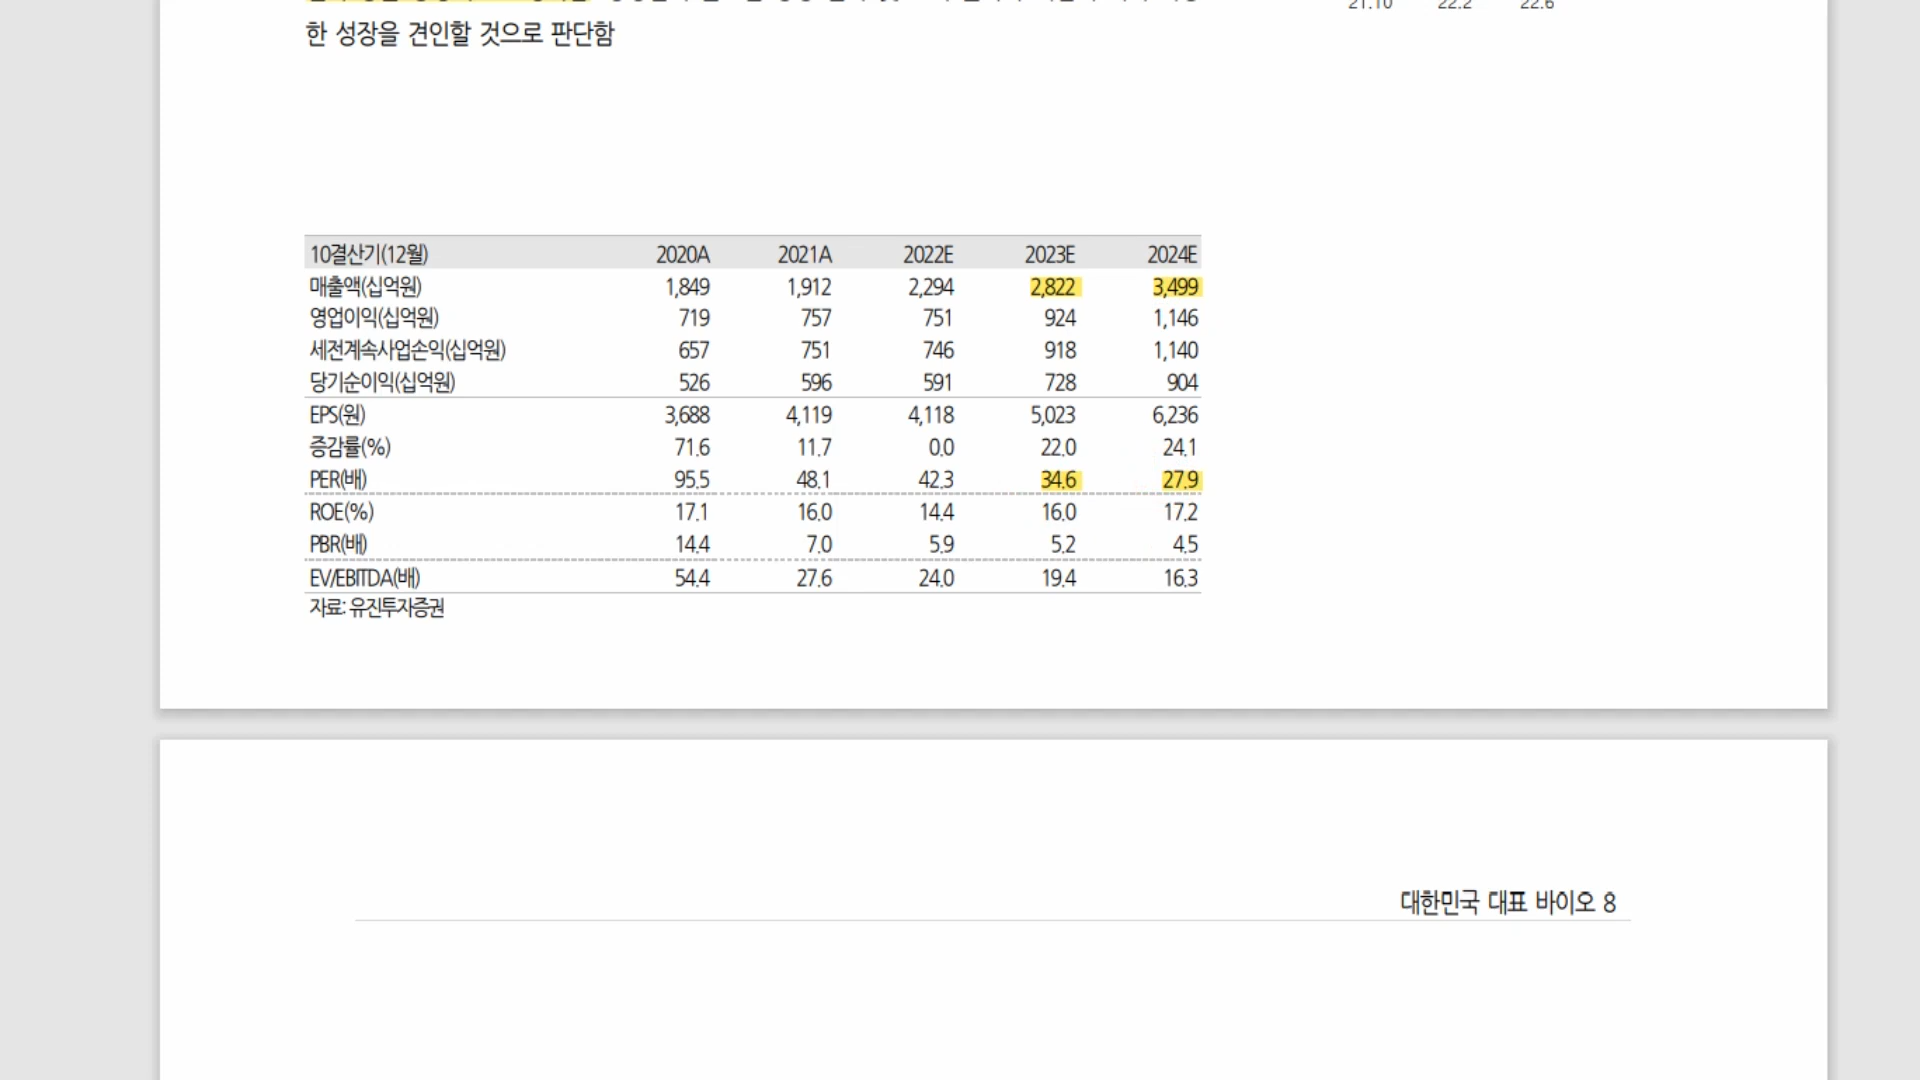 21.10 22.2 22.6
한 성장을 견인할 것으로 판단함
10결산기(12월) 2020A 2021A 2022E 2023E 2024E
매출액(십억원) 1,849 1,912 2,294 2,822 3,499
영업이익(십억원) 719 757 751 924 1,146
세전계속사업손익(십억원) 657 751 746 918 1,140
당기순이익(십억원) 526 596 591 728 904
EPS(원) 3,688 4,119 4,118 5,023 6,236
증감률(%) 71.6 11.7 0.0 22.0 24.1
PER(배) 95.5 48.1 42.3 34.6 27.9
ROE(%) 17.1 16.0 14.4 16.0 17.2
PBR(배) 14.4 7.0 5.9 5.2 4.5
EV/EBITDA(배) 54.4 27.6 24.0 19.4 16.3
자료: 유진투자증권
대한민국 대표 바이오 8